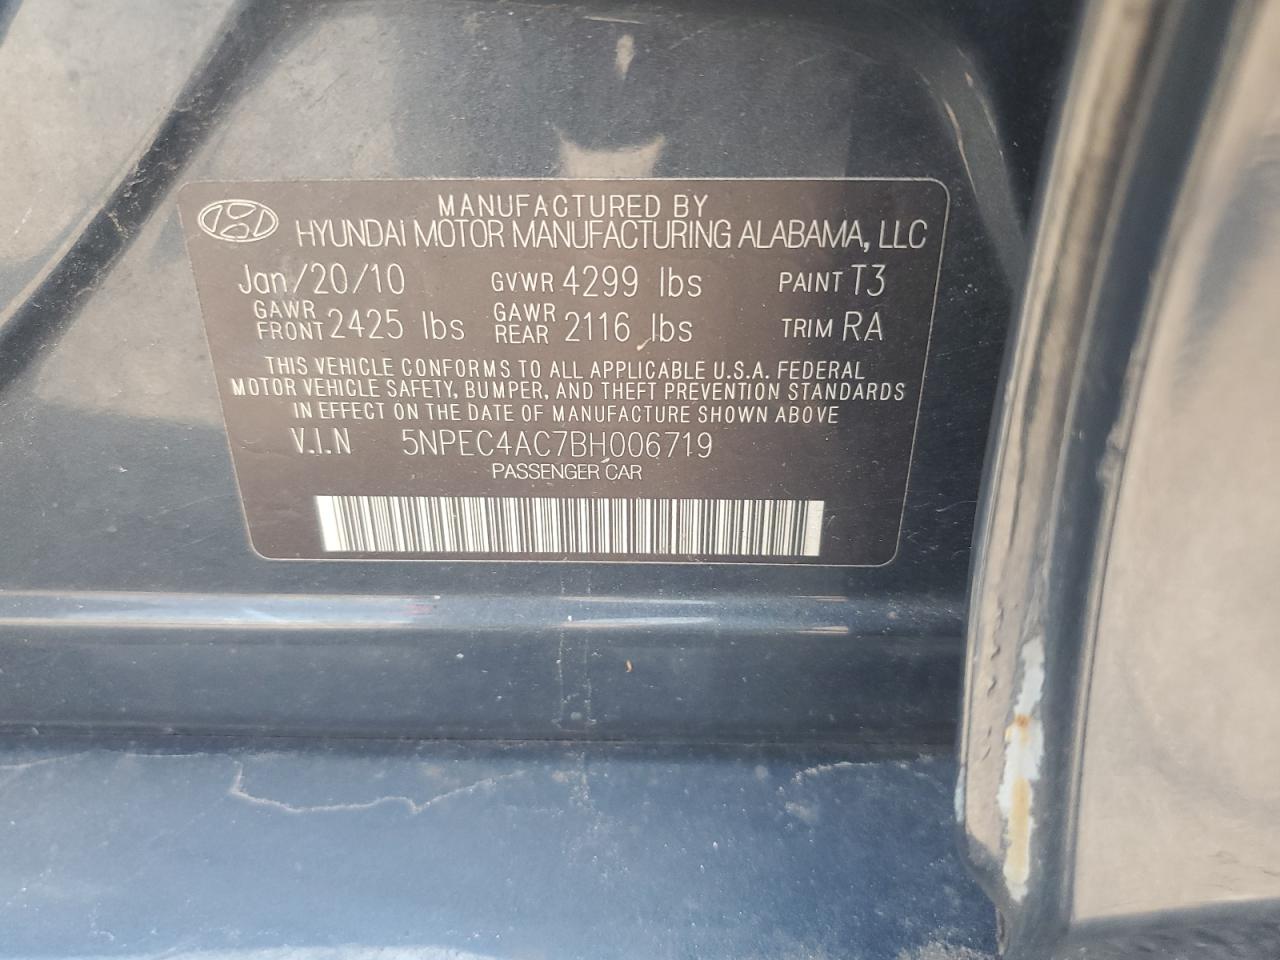 MANUFACTURED BY
HYUNDAI MOTOR MANUFACTURING ALABAMA, LLC
Jan/20/10 GVWR 4299 lbs PAINT T3
GAWR FRONT 2425 lbs GAWR REAR 2116 lbs TRIM RA
THIS VEHICLE CONFORMS TO ALL APPLICABLE U.S.A. FEDERAL
MOTOR VEHICLE SAFETY, BUMPER, AND THEFT PREVENTION STANDARDS
IN EFFECT ON THE DATE OF MANUFACTURE SHOWN ABOVE
V.I.N 5NPEC4AC7BH006719
PASSENGER CAR